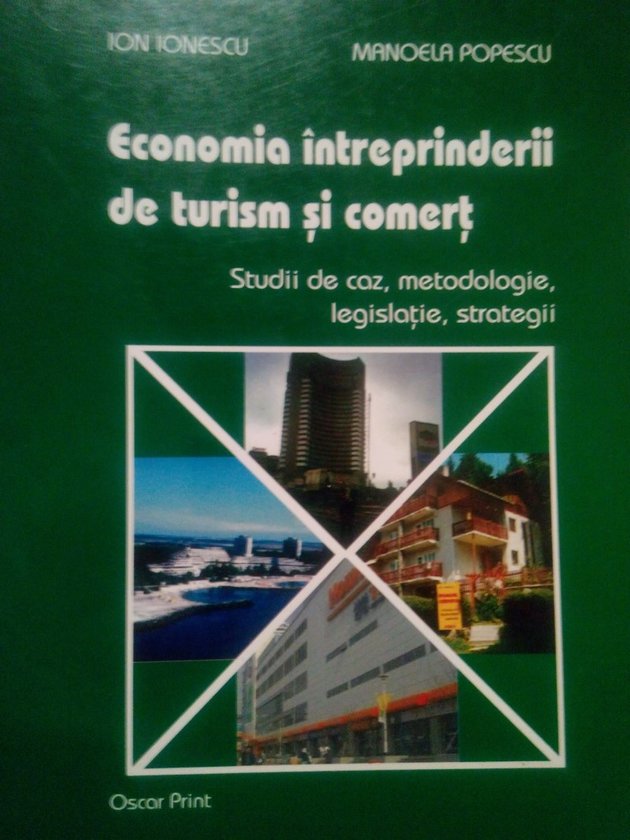 ION IONESCU
MANOELA POPESCU
Economia întreprinderii
de turism și comerț
Studii de caz, metodologie,
legislație, strategii
Oscar Print